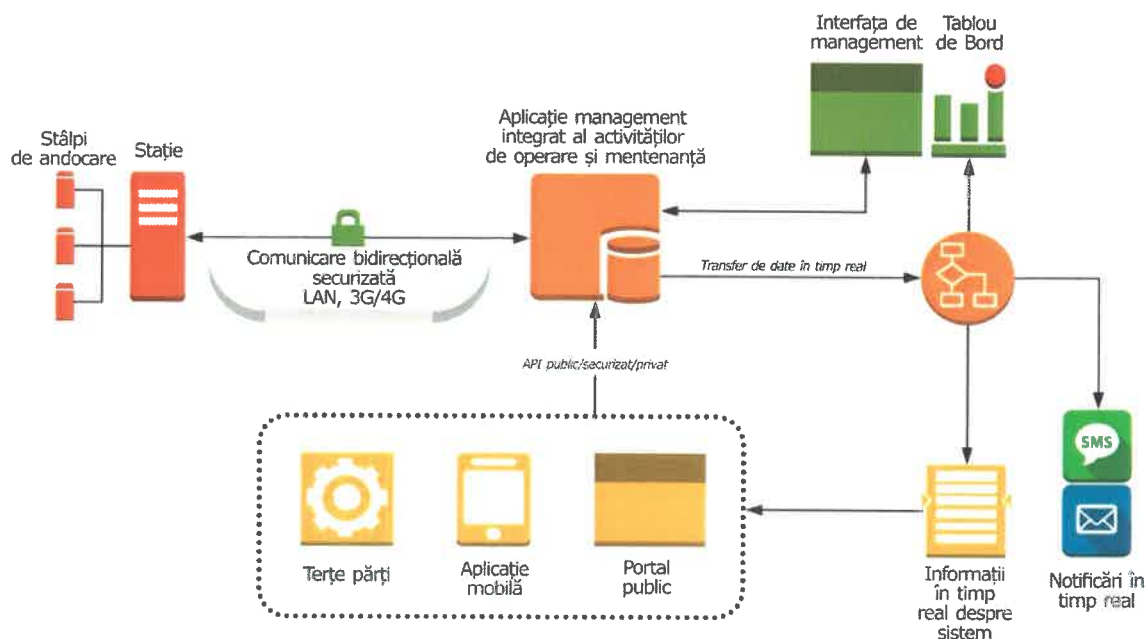 Interfața de
management
Tablou
de Bord
Aplicație management
integrat al activităților
de operare și mentenanță
Stâlpi
de andocare
Stație
Comunicare bidirecțională
securizată
LAN, 3G/4G
Transfer de date în timp real
API public/securizat/privat
SMS
Terțe părți
Aplicație
mobilă
Portal
public
Informații
în timp
real despre
sistem
Notificări în
timp real